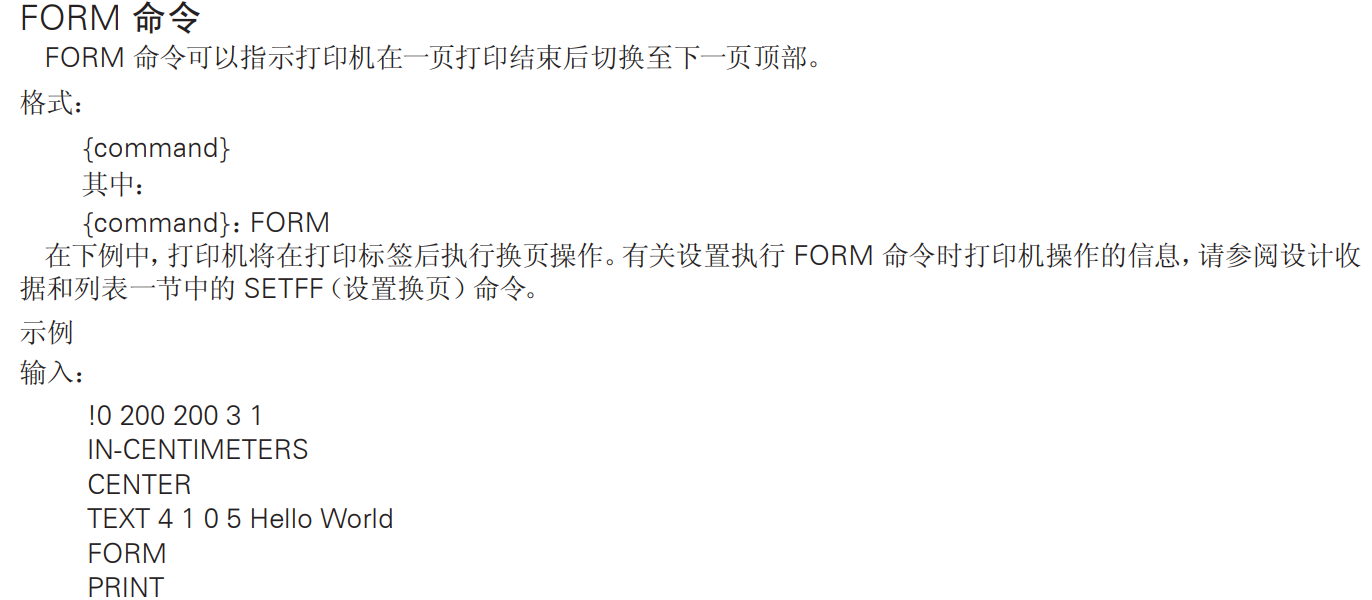 FORM 命令
FORM 命令可以指示打印机在一页打印结束后切换至下一页顶部。
格式：
{command}
其中：
{command}：FORM
在下例中，打印机将在打印标签后执行换页操作。有关设置执行 FORM 命令时打印机操作的信息，请参阅设计收
据和列表一节中的 SETFF（设置换页）命令。
示例
输入：
!0 200 200 3 1
IN-CENTIMETERS
CENTER
TEXT 4 1 0 5 Hello World
FORM
PRINT